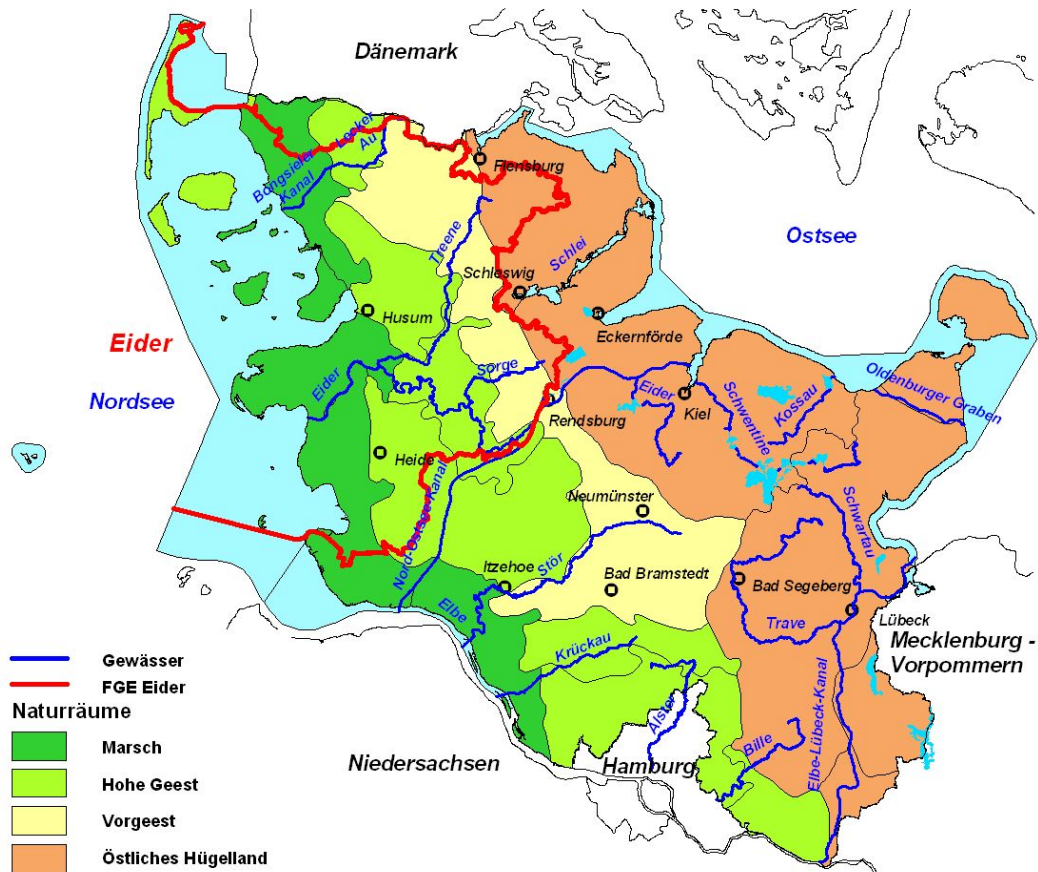 Dänemark
Lecker
Au
Bongsieler
Kanal
Flensburg
Treene
Schlei
Ostsee
Schleswig
Husum
Eckernförde
Eider
Nordsee
Eider
Sorge
Eider
Kiel
Schwentine
Kossau
Oldenburger Graben
Rendsburg
Heide
Nord-Ostsee-Kanal
Neumünster
Schwartau
Itzehoe
Stör
Bad Bramstedt
Bad Segeberg
Elbe
Trave
Lübeck
Krückau
Mecklenburg -
Vorpommern
Alster
Bille
Elbe-Lübeck-Kanal
Niedersachsen
Hamburg
Gewässer
FGE Eider
Naturräume
Marsch
Hohe Geest
Vorgeest
Östliches Hügelland